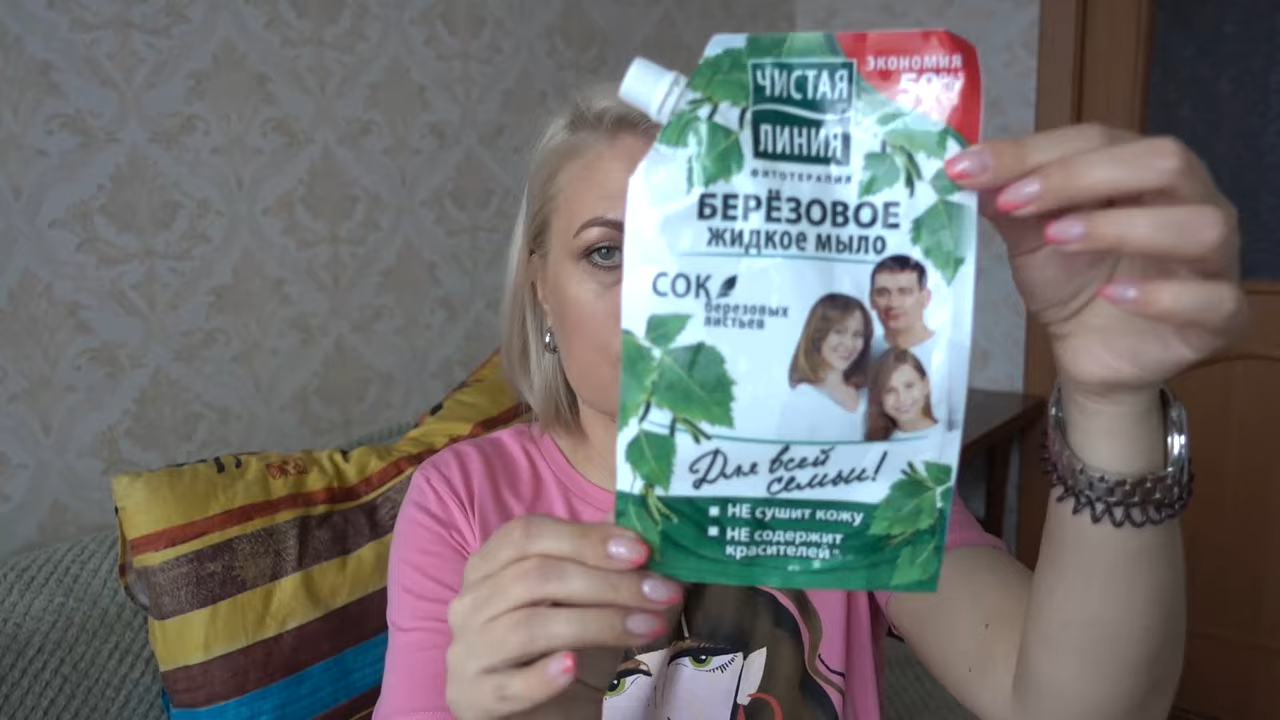 ЭКОНОМИЯ
50%
ЧИСТАЯ
ЛИНИЯ
ФИТОТЕРАПИЯ
БЕРЁЗОВОЕ
ЖИДКОЕ МЫЛО
СОК
березовых
листьев
Для всей
семьи!
НЕ сушит кожу
НЕ содержит
красителей